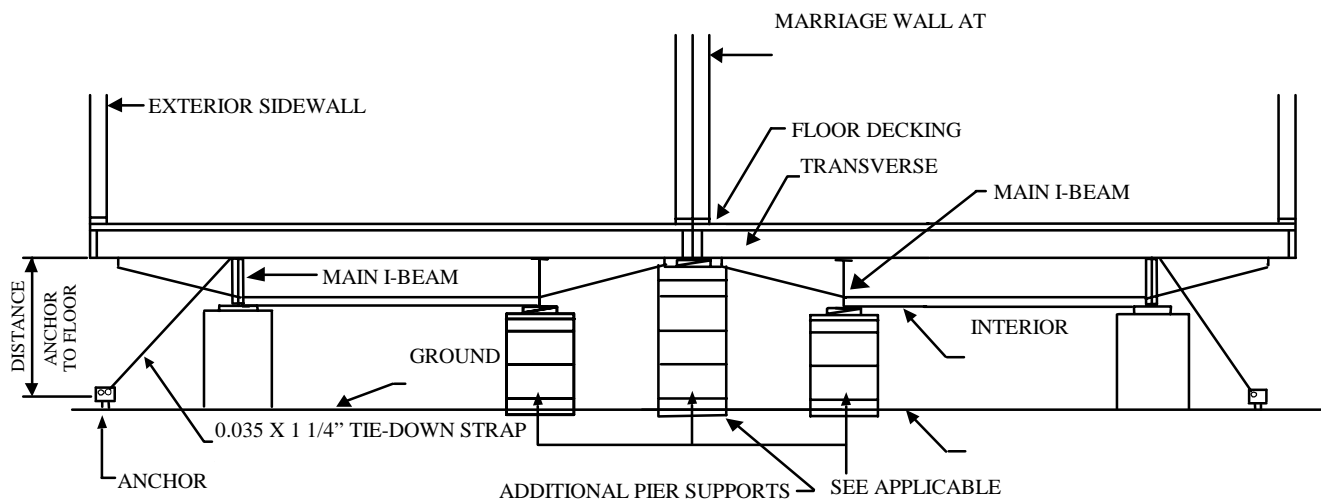 MARRIAGE WALL AT
EXTERIOR SIDEWALL
FLOOR DECKING
TRANSVERSE
MAIN I-BEAM
MAIN I-BEAM
DISTANCE
ANCHOR
TO FLOOR
INTERIOR
GROUND
0.035 X 1 1/4” TIE-DOWN STRAP
ANCHOR
ADDITIONAL PIER SUPPORTS
SEE APPLICABLE